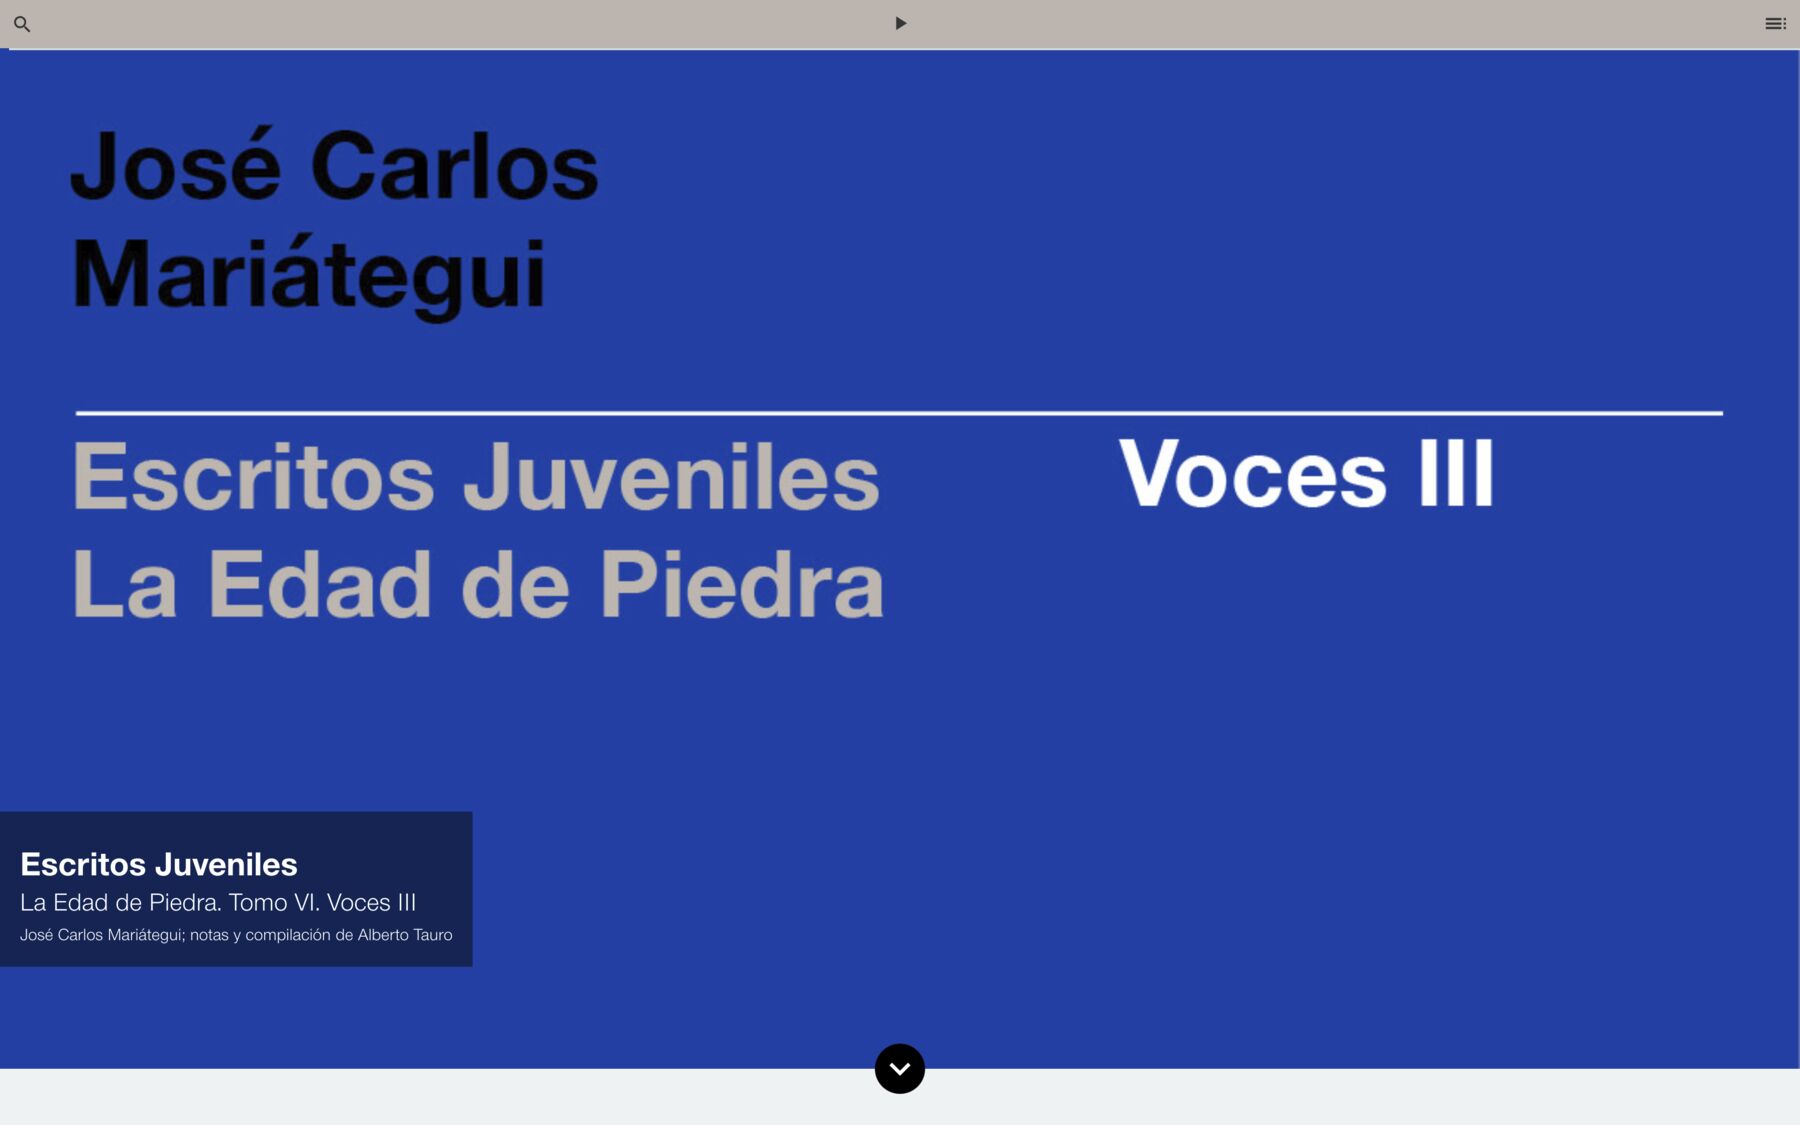 José Carlos
Mariátegui
Escritos Juveniles
La Edad de Piedra
Voces III
Escritos Juveniles
La Edad de Piedra. Tomo VI. Voces III
José Carlos Mariátegui; notas y compilación de Alberto Tauro